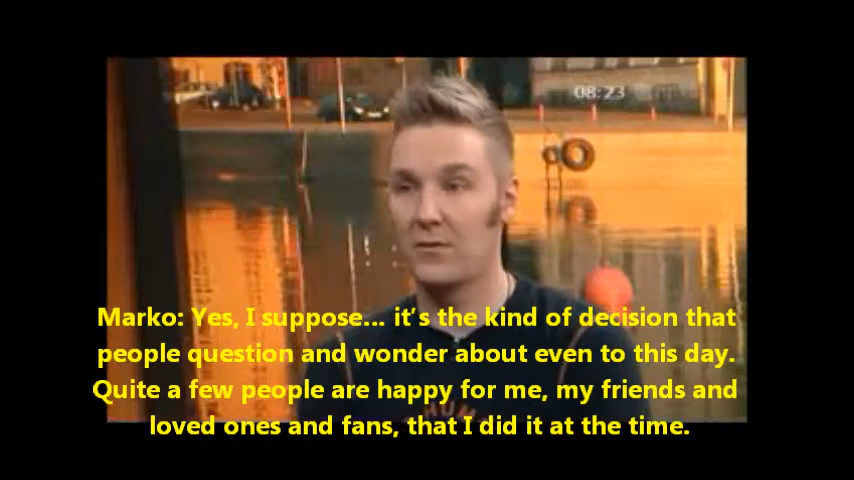 08:23
Marko: Yes, I suppose... it's the kind of decision that
people question and wonder about even to this day.
Quite a few people are happy for me, my friends and
loved ones and fans, that I did it at the time.